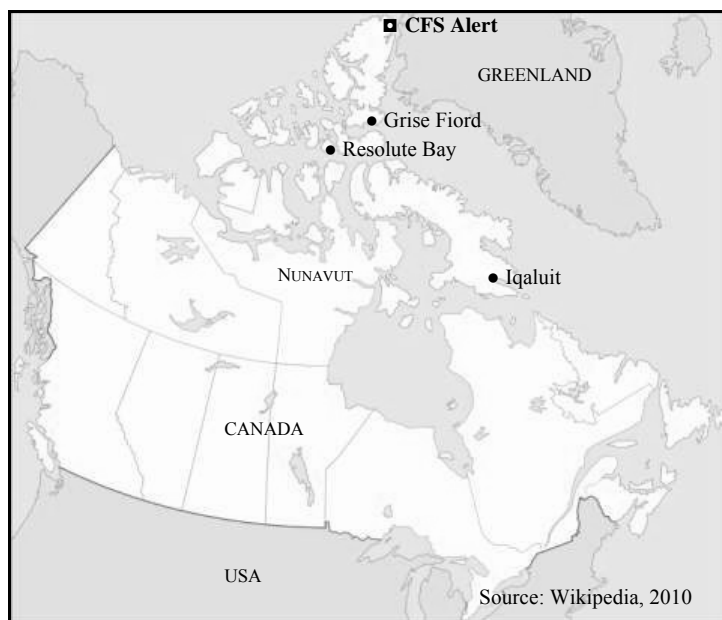 CFS Alert
GREENLAND
Grise Fiord
Resolute Bay
NUNAVUT
Iqaluit
CANADA
USA
Source: Wikipedia, 2010